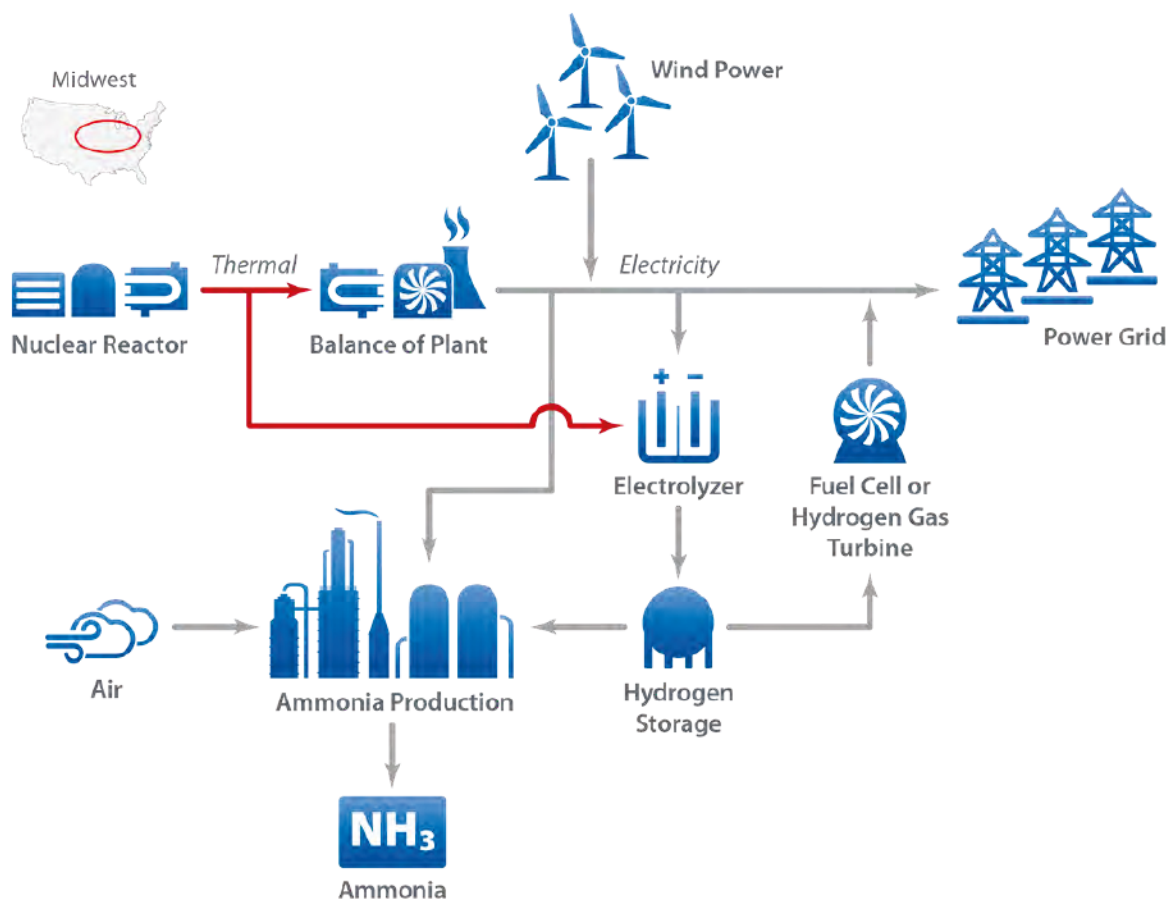 Midwest
Wind Power
Thermal
Electricity
Nuclear Reactor
Balance of Plant
Power Grid
+ −
Electrolyzer
Fuel Cell or
Hydrogen Gas
Turbine
Air
Ammonia Production
Hydrogen
Storage
NH₃
Ammonia